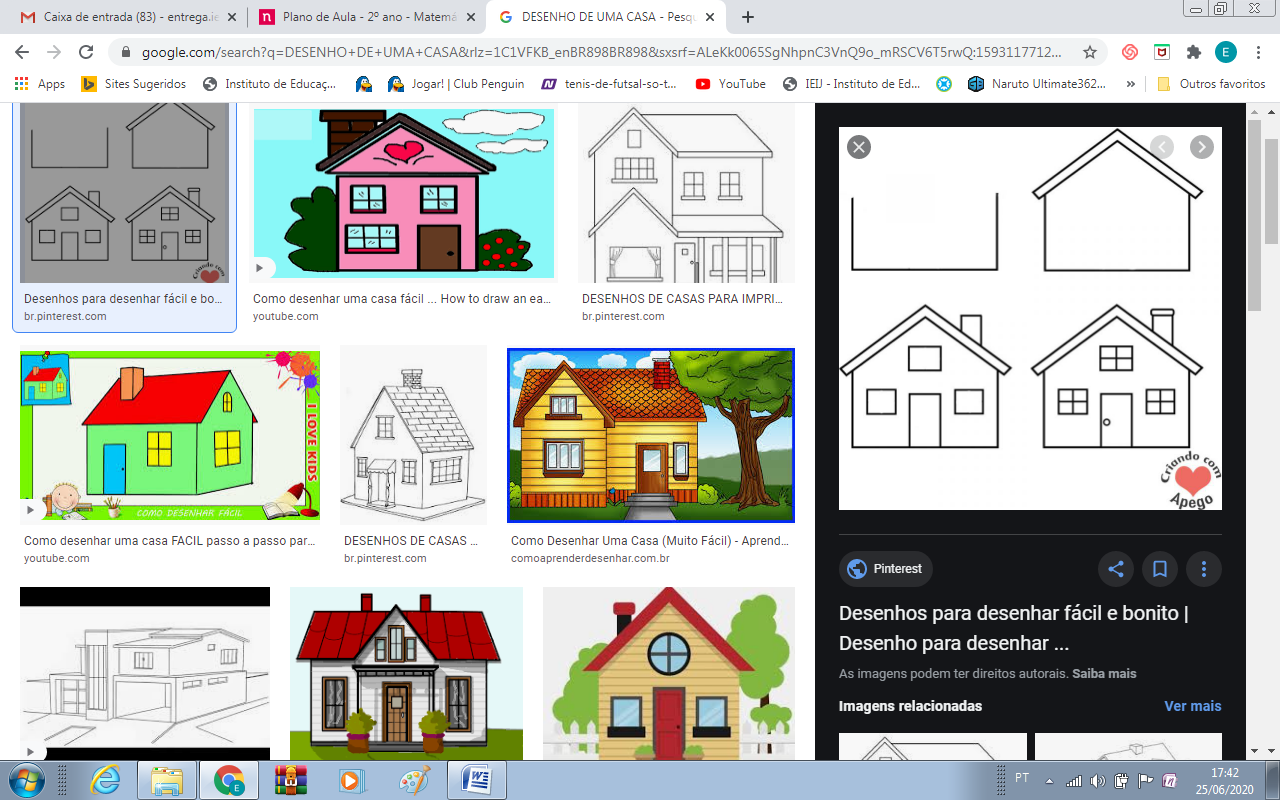 Caixa de entrada (83) - entrega.ie
Plano de Aula - 2º ano - Matemá
DESENHO DE UMA CASA - Pesqu
google.com/search?q=DESENHO+DE+UMA+CASA&rlz=1C1VFKB_enBR898BR898&sxsrf=ALeKk0065SgNhpnC3VnQ9o_mRSCV6T5rwQ:1593117712...
E
Apps
Sites Sugeridos
Instituto de Educaç...
Jogar! | Club Penguin
tenis-de-futsal-so-t...
YouTube
IEIJ - Instituto de Ed...
Naruto Ultimate362...
»
Outros favoritos
Criando com
Desenhos para desenhar fácil e bo...
br.pinterest.com
Como desenhar uma casa fácil ... How to draw an ea...
youtube.com
DESENHOS DE CASAS PARA IMPRI...
br.pinterest.com
I LOVE KIDS
COMO DESENHAR FÁCIL
Como desenhar uma casa FACIL passo a passo par...
youtube.com
DESENHOS DE CASAS ...
br.pinterest.com
Como Desenhar Uma Casa (Muito Fácil) - Aprend...
comoaprenderdesenhar.com.br
Criando com
Apego
Pinterest
Desenhos para desenhar fácil e bonito |
Desenho para desenhar ...
As imagens podem ter direitos autorais. Saiba mais
Imagens relacionadas
Ver mais
E
PT
17:42
25/06/2020